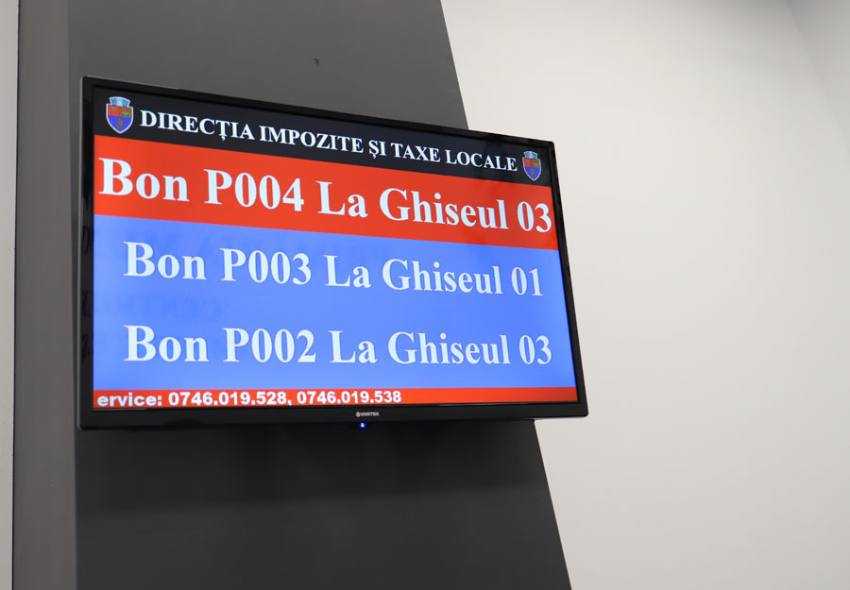 DIRECȚIA IMPOZITE ȘI TAXE LOCALE
Bon P004 La Ghiseul 03
Bon P003 La Ghiseul 01
Bon P002 La Ghiseul 03
ervice: 0746.019.528, 0746.019.538
VORTEX